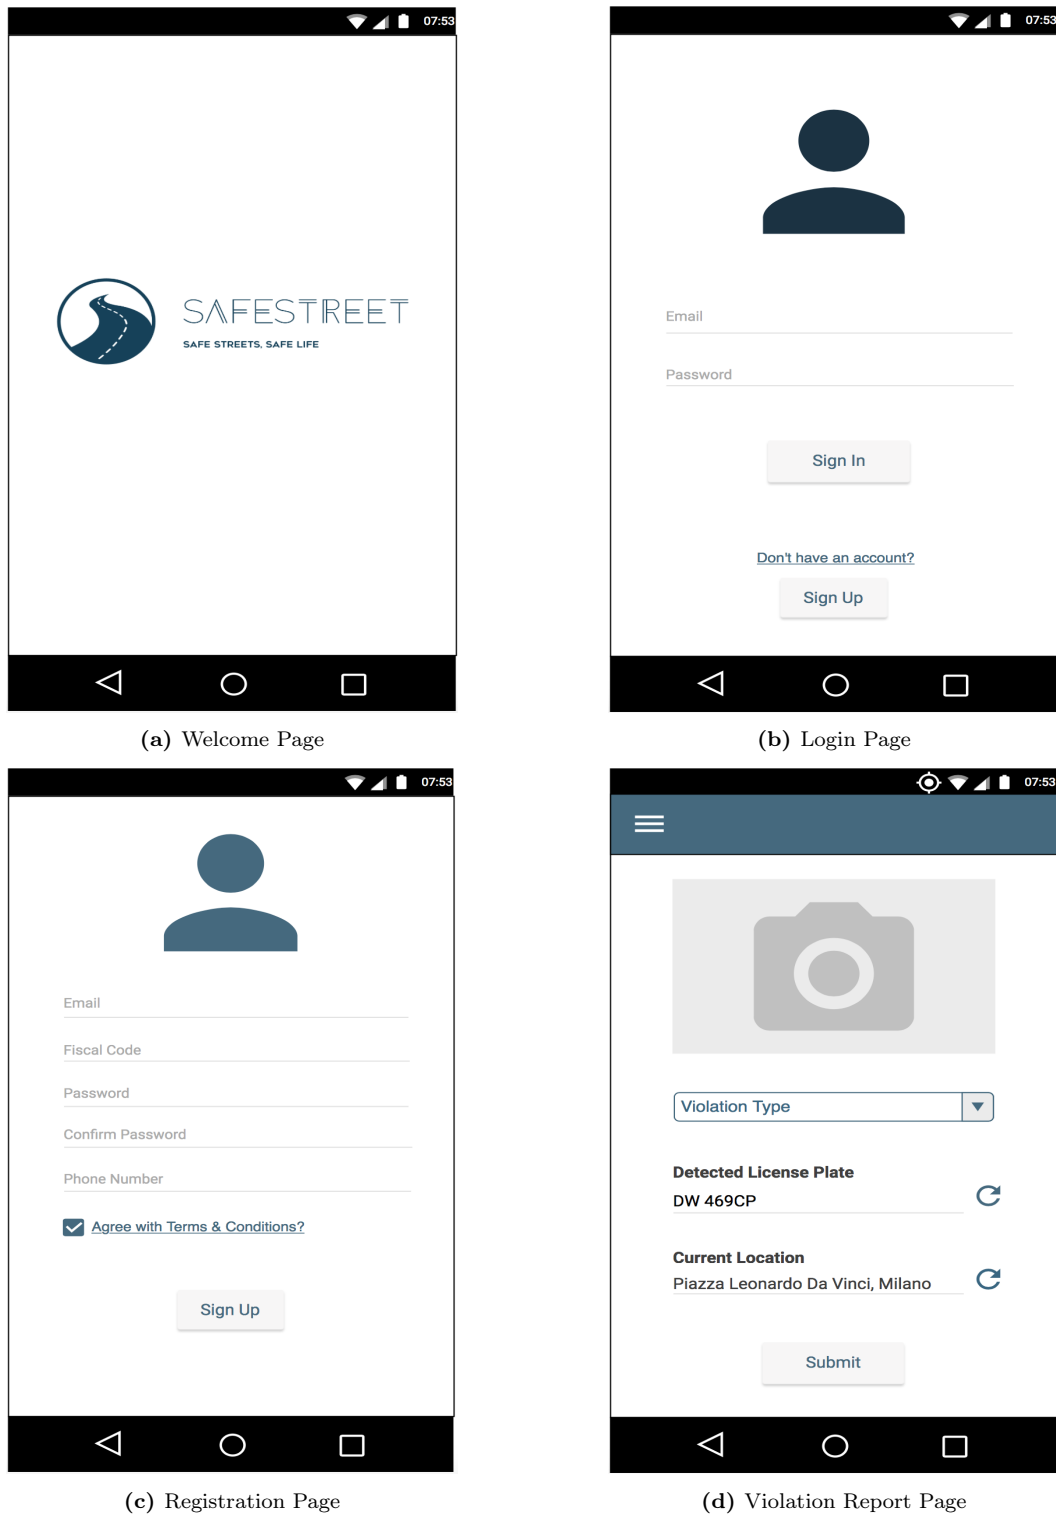 07:53
SAFESTREET
SAFE STREETS, SAFE LIFE
(a) Welcome Page
07:53
Email
Password
Sign In
Don't have an account?
Sign Up
(b) Login Page
07:53
Email
Fiscal Code
Password
Confirm Password
Phone Number
Agree with Terms & Conditions?
Sign Up
(c) Registration Page
07:53
Violation Type
Detected License Plate
DW 469CP
Current Location
Piazza Leonardo Da Vinci, Milano
Submit
(d) Violation Report Page